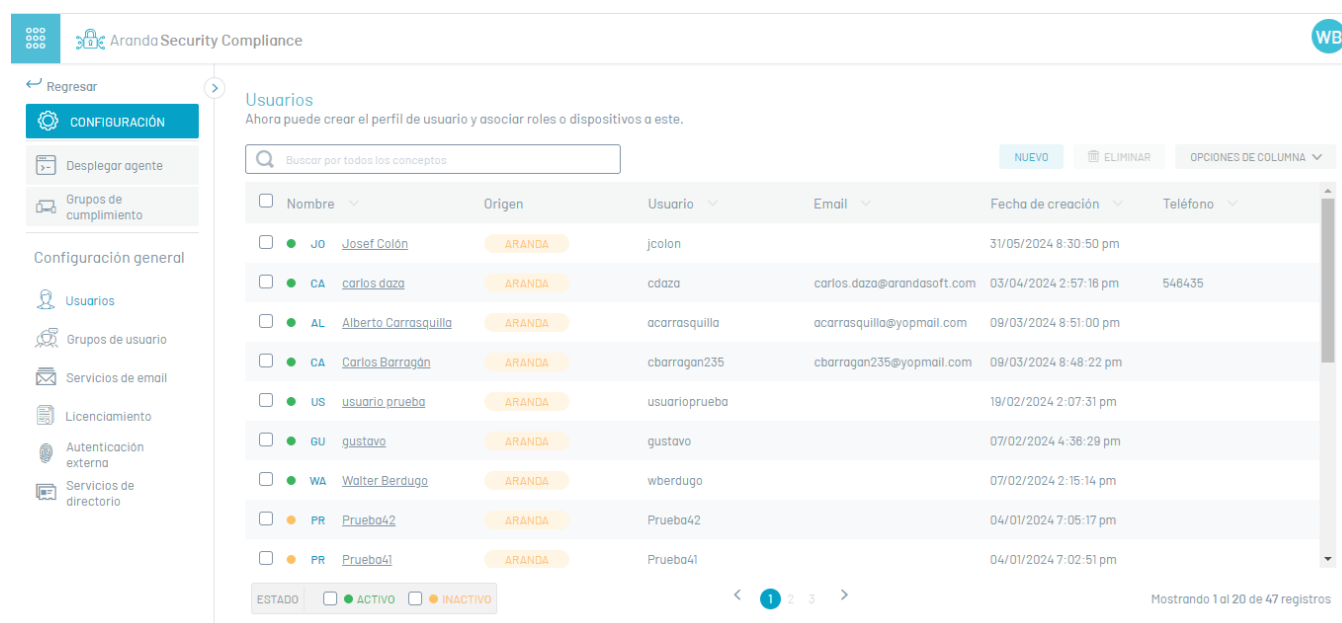 Aranda Security Compliance
WB
Regresar
CONFIGURACIÓN
Desplegar agente
Grupos de
cumplimiento
Configuración general
Usuarios
Grupos de usuario
Servicios de email
Licenciamiento
Autenticación
externa
Servicios de
directorio
Usuarios
Ahora puede crear el perfil de usuario y asociar roles o dispositivos a este.
Buscar por todos los conceptos
NUEVO ELIMINAR OPCIONES DE COLUMNA
Nombre Origen Usuario Email Fecha de creación Teléfono
JO Josef Colón ARANDA jcolon 31/05/2024 8:30:50 pm
CA carlos daza ARANDA cdaza carlos.daza@arandasoft.com 03/04/2024 2:57:16 pm 546435
AL Alberto Carrasquilla ARANDA acarrasquilla acarrasquilla@yopmail.com 09/03/2024 8:51:00 pm
CA Carlos Barragán ARANDA cbarragan235 cbarragan235@yopmail.com 09/03/2024 8:48:22 pm
US usuario prueba ARANDA usuarioprueba 19/02/2024 2:07:31 pm
GU gustavo ARANDA gustavo 07/02/2024 4:36:29 pm
WA Walter Berdugo ARANDA wberdugo 07/02/2024 2:15:14 pm
PR Prueba42 ARANDA Prueba42 04/01/2024 7:05:17 pm
PR Prueba41 ARANDA Prueba41 04/01/2024 7:02:51 pm
ESTADO ACTIVO INACTIVO
1 2 3
Mostrando 1 al 20 de 47 registros